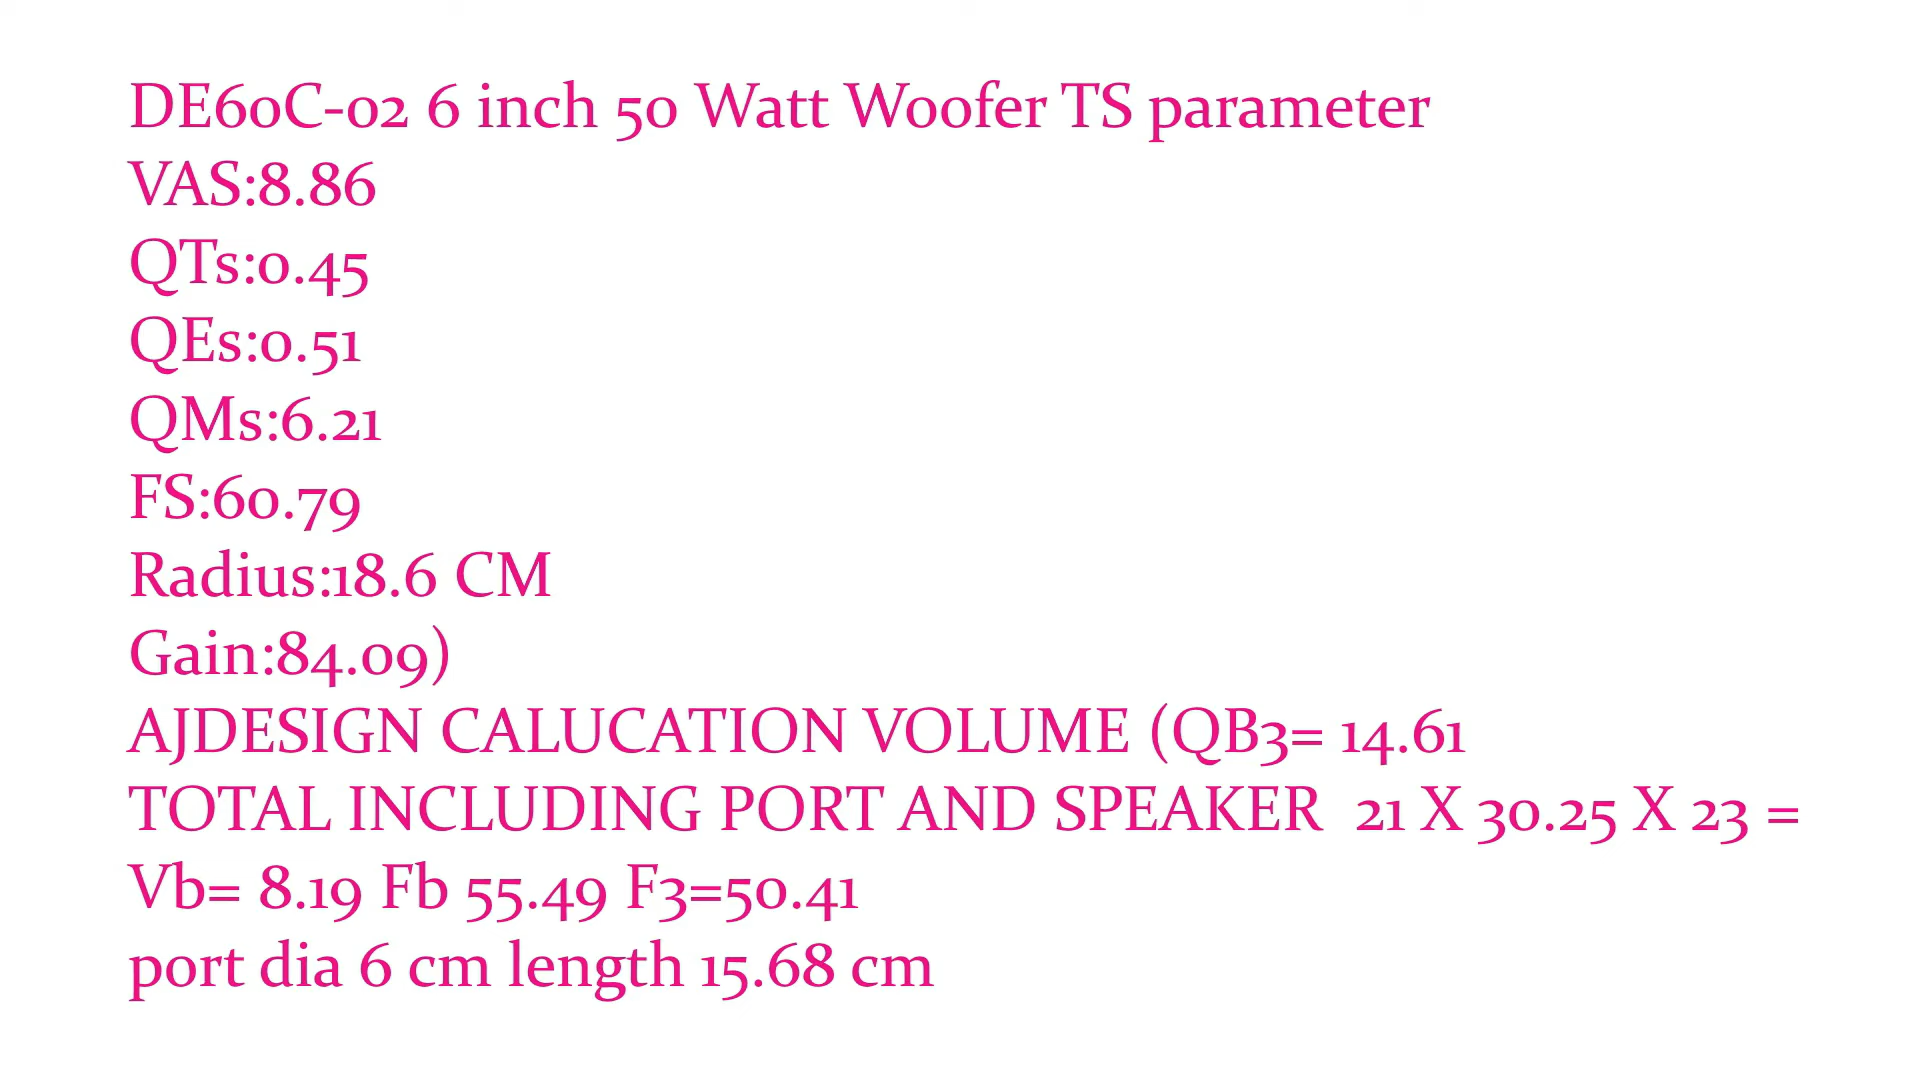 DE60C-02 6 inch 50 Watt Woofer TS parameter
VAS:8.86
QTs:0.45
QEs:0.51
QMs:6.21
FS:60.79
Radius:18.6 CM
Gain:84.09)
AJDESIGN CALUCATION VOLUME (QB3= 14.61
TOTAL INCLUDING PORT AND SPEAKER  21 X 30.25 X 23 =
Vb= 8.19 Fb 55.49 F3=50.41
port dia 6 cm length 15.68 cm